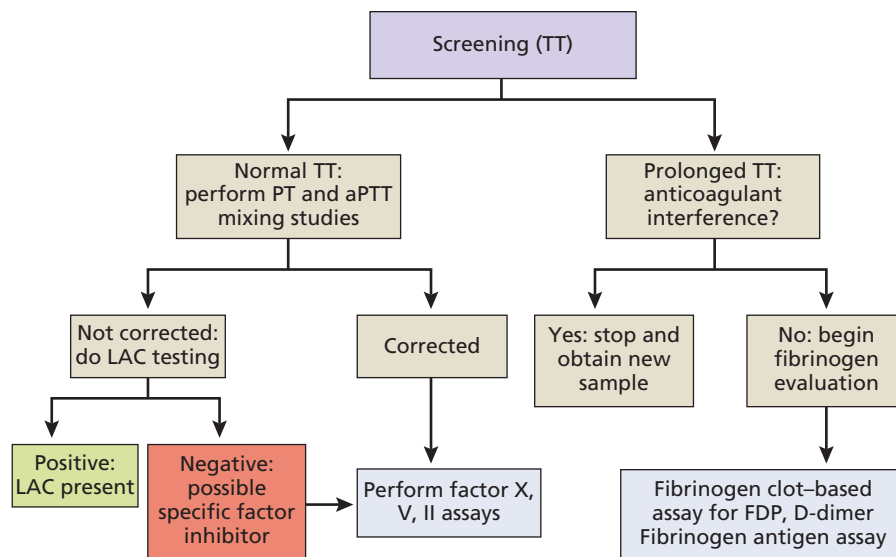 Screening (TT)
Normal TT:
perform PT and aPTT
mixing studies
Prolonged TT:
anticoagulant
interference?
Not corrected:
do LAC testing
Corrected
Yes: stop and
obtain new
sample
No: begin
fibrinogen
evaluation
Positive:
LAC present
Negative:
possible
specific factor
inhibitor
Perform factor X,
V, II assays
Fibrinogen clot–based
assay for FDP, D-dimer
Fibrinogen antigen assay